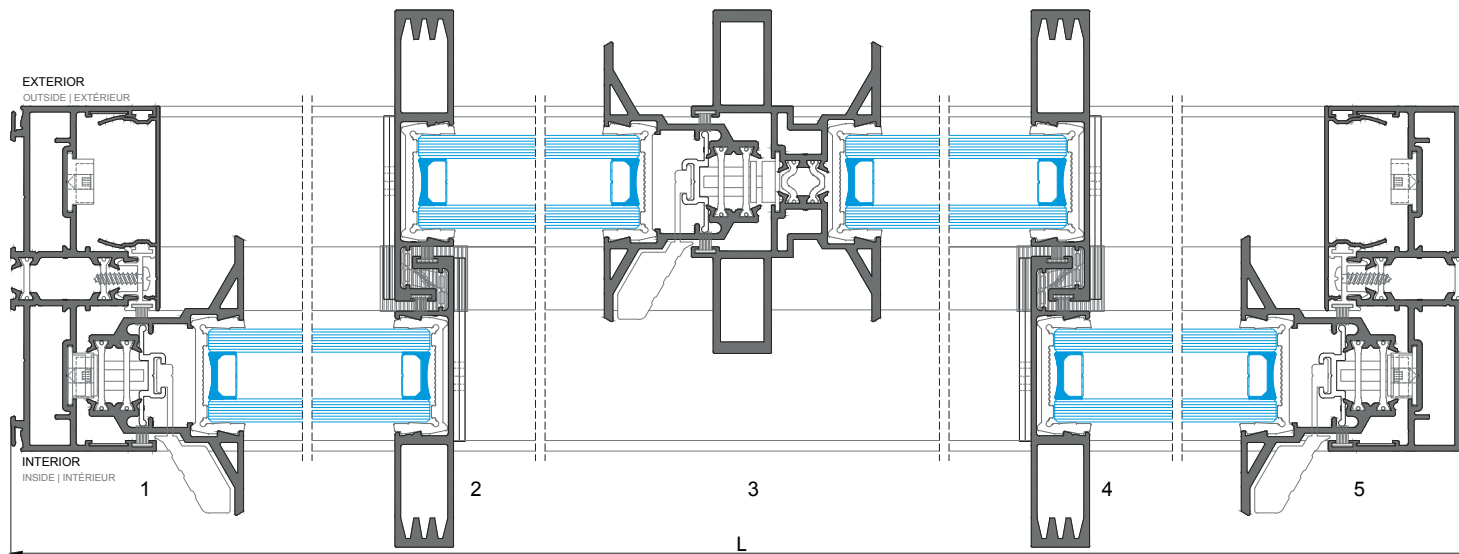 EXTERIOR
OUTSIDE | EXTÉRIEUR
INTERIOR
INSIDE | INTÉRIEUR
1 2 3 4 5
L